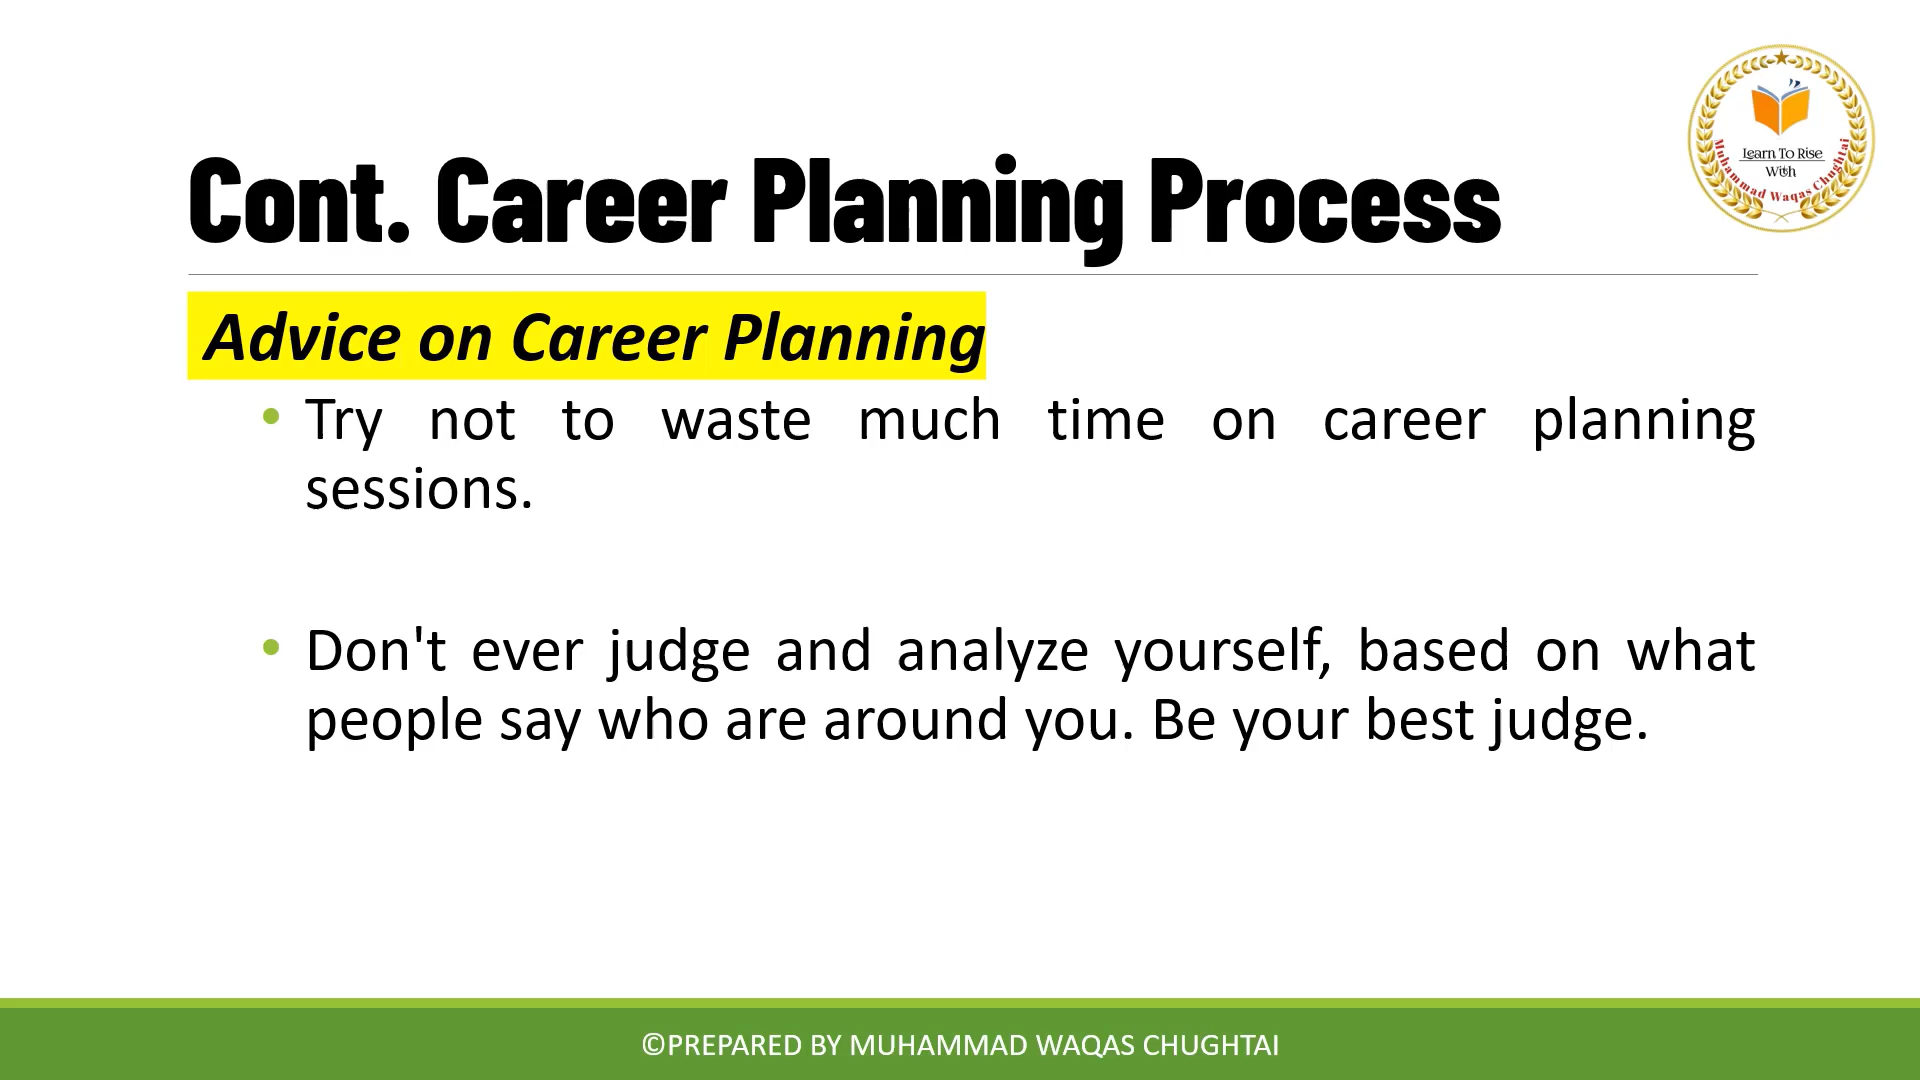 Learn To Rise
With
Muhammad Waqas Chughtai
Cont. Career Planning Process
Advice on Career Planning
• Try not to waste much time on career planning
sessions.
• Don't ever judge and analyze yourself, based on what
people say who are around you. Be your best judge.
©PREPARED BY MUHAMMAD WAQAS CHUGHTAI